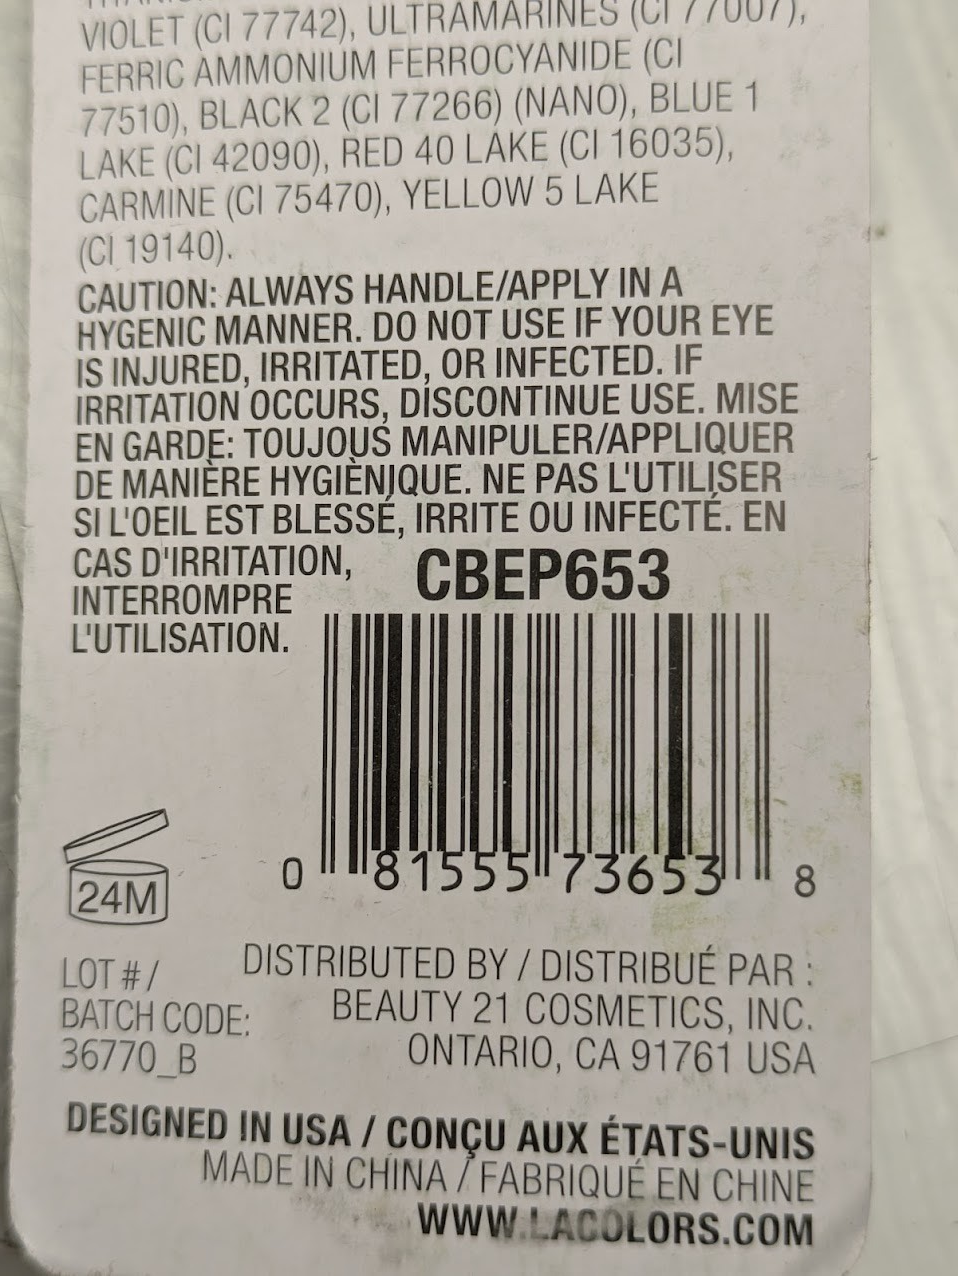 VIOLET (CI 77742), ULTRAMARINES (CI 77007),
FERRIC AMMONIUM FERROCYANIDE (CI
77510), BLACK 2 (CI 77266) (NANO), BLUE 1
LAKE (CI 42090), RED 40 LAKE (CI 16035),
CARMINE (CI 75470), YELLOW 5 LAKE
(CI 19140).
CAUTION: ALWAYS HANDLE/APPLY IN A
HYGENIC MANNER. DO NOT USE IF YOUR EYE
IS INJURED, IRRITATED, OR INFECTED. IF
IRRITATION OCCURS, DISCONTINUE USE. MISE
EN GARDE: TOUJOUS MANIPULER/APPLIQUER
DE MANIÈRE HYGIÈNIQUE. NE PAS L'UTILISER
SI L'OEIL EST BLESSÉ, IRRITE OU INFECTÉ. EN
CAS D'IRRITATION,
INTERROMPRE
L'UTILISATION.
CBEP653
0 81555 73653 8
24M
LOT # /
BATCH CODE:
36770_B
DISTRIBUTED BY / DISTRIBUÉ PAR :
BEAUTY 21 COSMETICS, INC.
ONTARIO, CA 91761 USA
DESIGNED IN USA / CONÇU AUX ÉTATS-UNIS
MADE IN CHINA / FABRIQUÉ EN CHINE
WWW.LACOLORS.COM